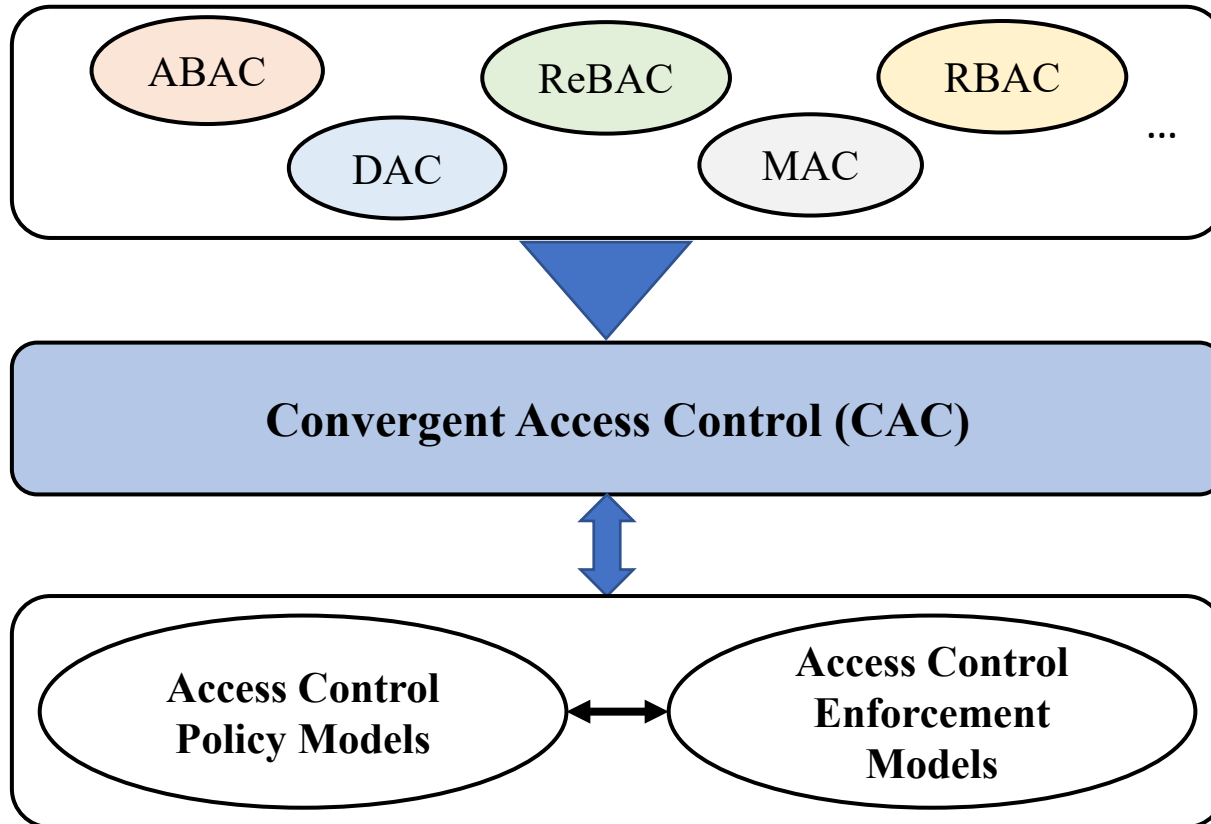 ABAC
ReBAC
RBAC
DAC
MAC
...
Convergent Access Control (CAC)
Access Control
Policy Models
Access Control
Enforcement
Models